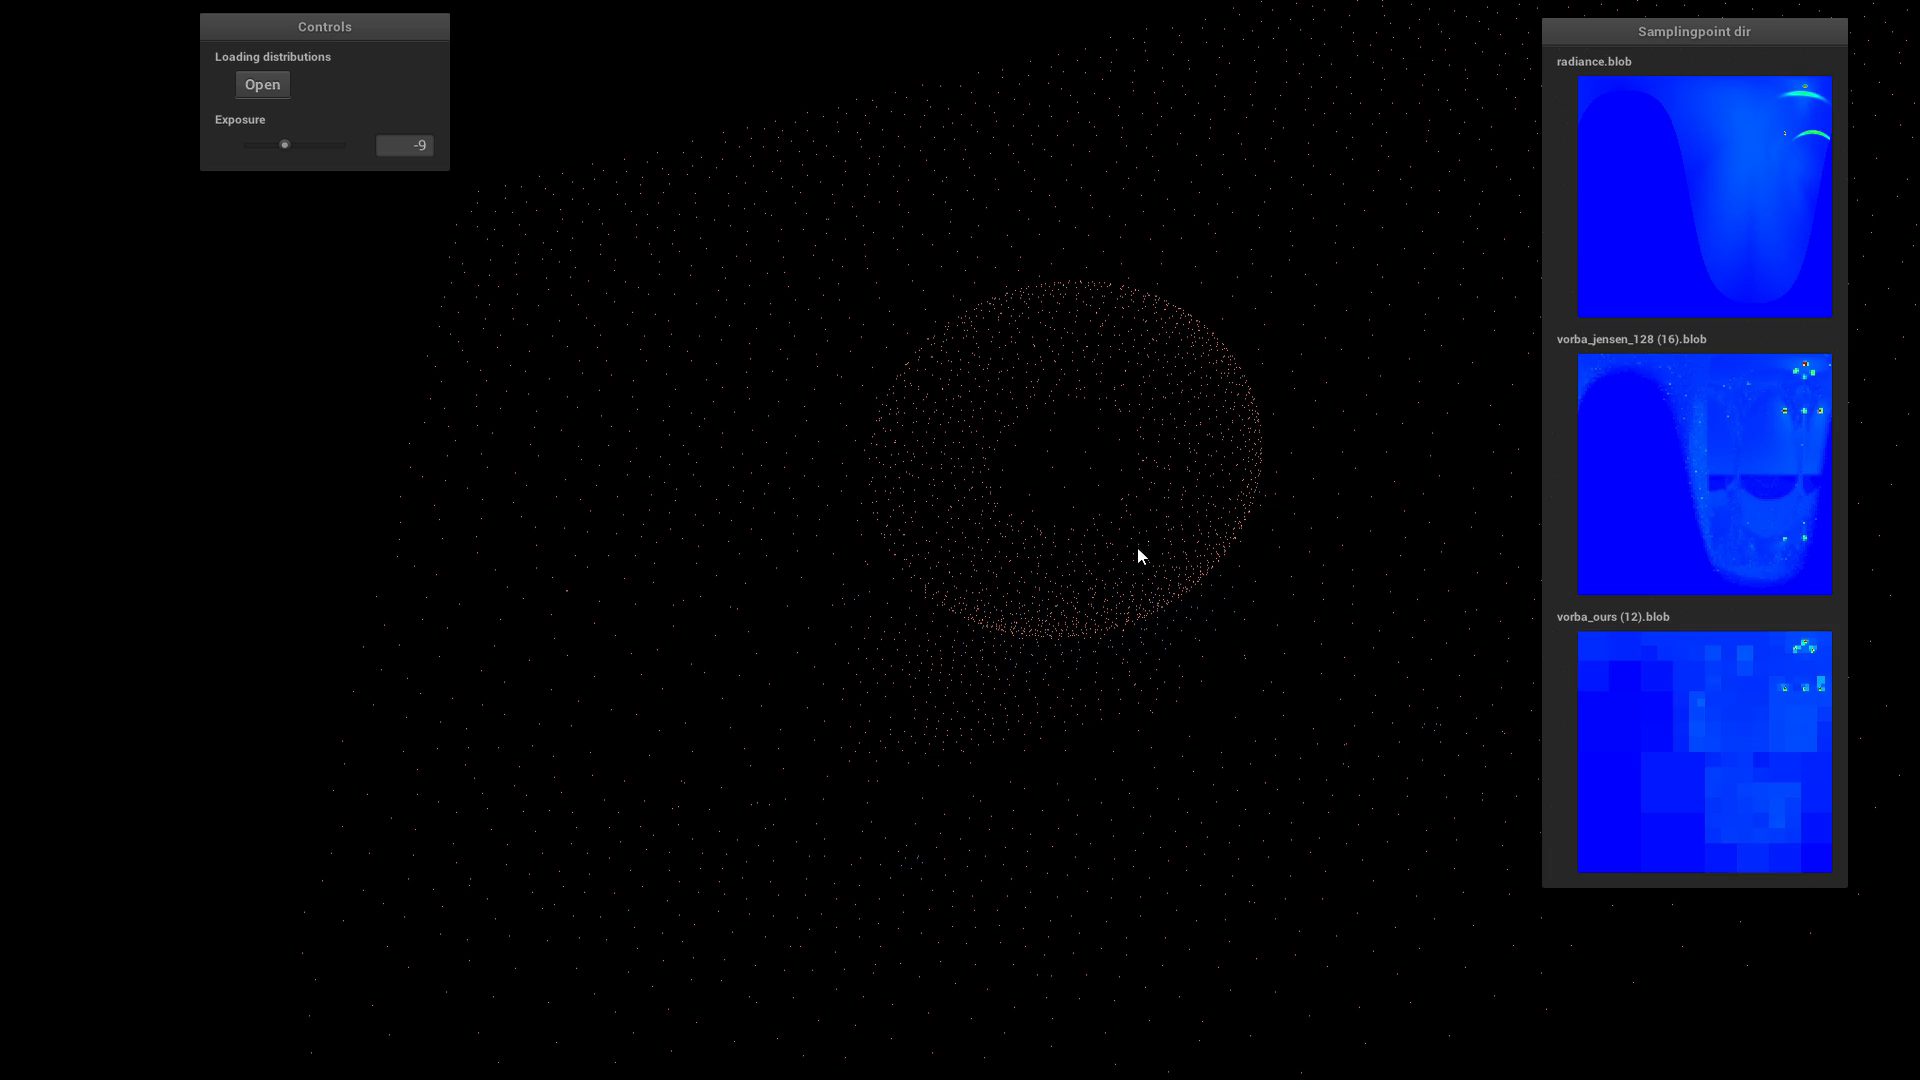 Controls
Loading distributions
Open
Exposure
-9
Samplingpoint dir
radiance.blob
vorba_jensen_128 (16).blob
vorba_ours (12).blob